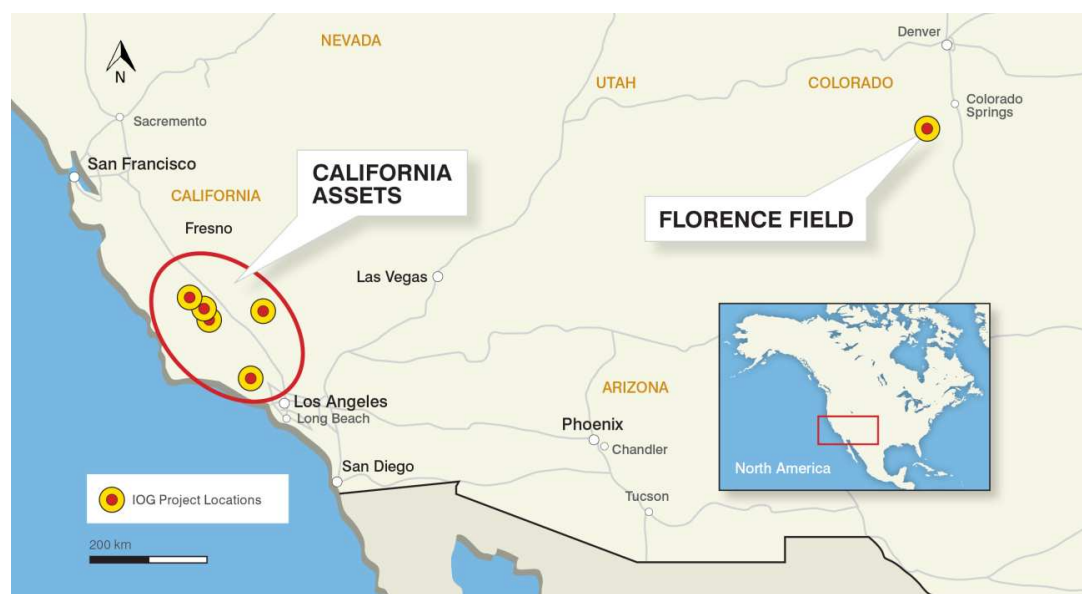 NEVADA
Denver
UTAH
COLORADO
N
Colorado
Springs
Sacremento
San Francisco
CALIFORNIA
ASSETS
CALIFORNIA
FLORENCE FIELD
Fresno
Las Vegas
ARIZONA
Los Angeles
Long Beach
Phoenix
Chandler
San Diego
North America
IOG Project Locations
Tucson
200 km